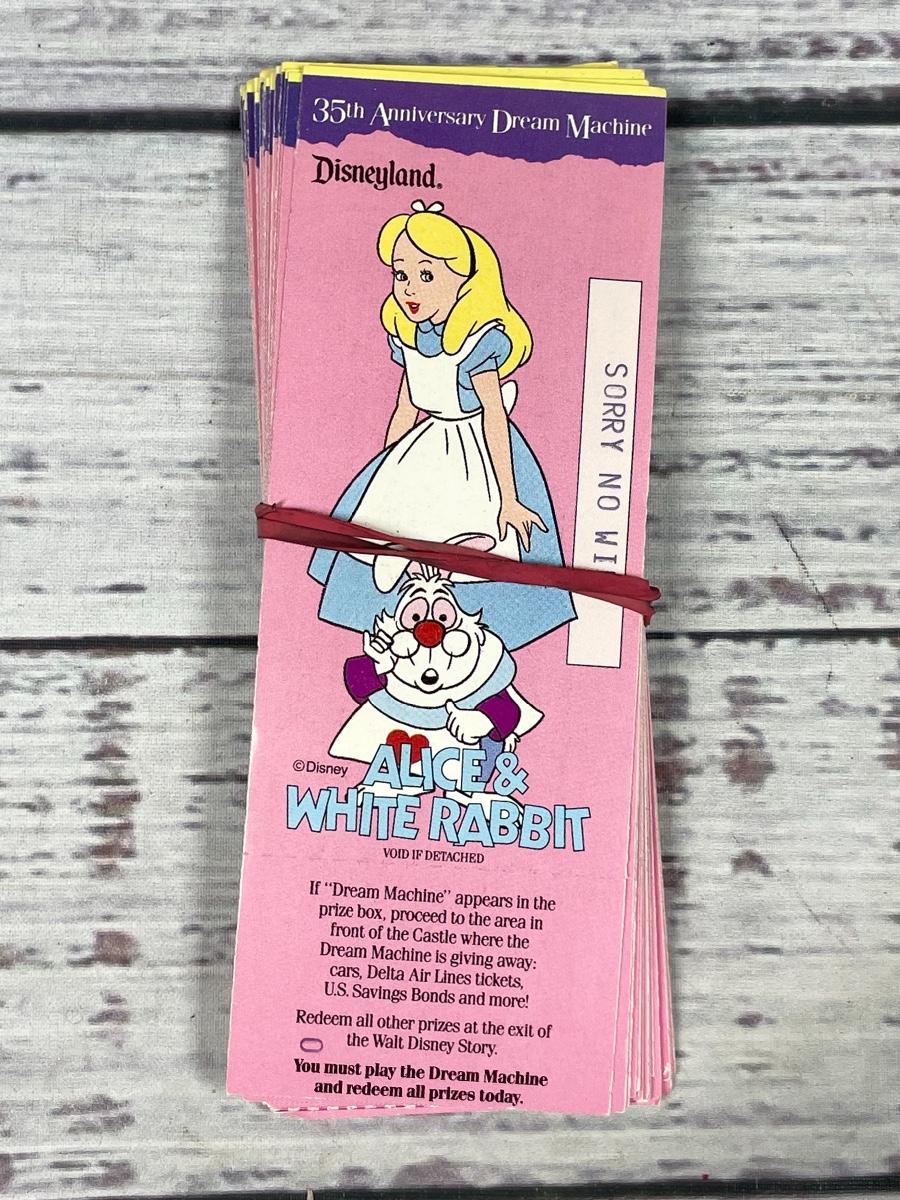 35th Anniversary Dream Machine
Disneyland®
SORRY NO WI
©Disney
ALICE &
WHITE RABBIT
VOID IF DETACHED
If "Dream Machine" appears in the
prize box, proceed to the area in
front of the Castle where the
Dream Machine is giving away:
cars, Delta Air Lines tickets,
U.S. Savings Bonds and more!
Redeem all other prizes at the exit of
the Walt Disney Story.
0
You must play the Dream Machine
and redeem all prizes today.